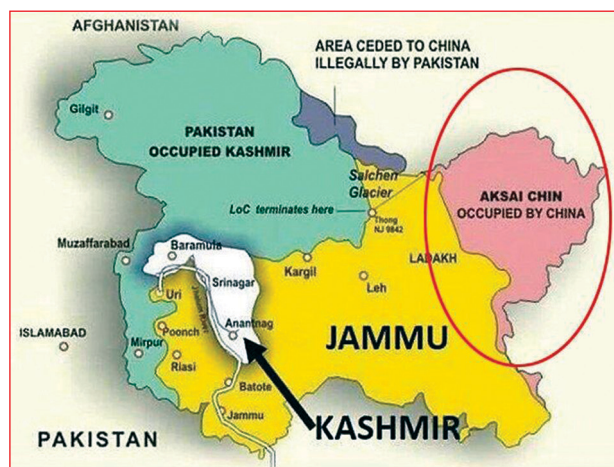 AFGHANISTAN
AREA CEDED TO CHINA
ILLEGALLY BY PAKISTAN
Gilgit
PAKISTAN
OCCUPIED KASHMIR
Salchen
Glacier
AKSAI CHIN
OCCUPIED BY CHINA
LoC terminates here
Thong
NJ 9842
Muzaffarabad
Baramula
Srinagar
Kargil
LADAKH
Leh
Uri
Jhelum River
Anantnag
ISLAMABAD
Poonch
JAMMU
Mirpur
Riasi
Batote
Jammu
KASHMIR
PAKISTAN